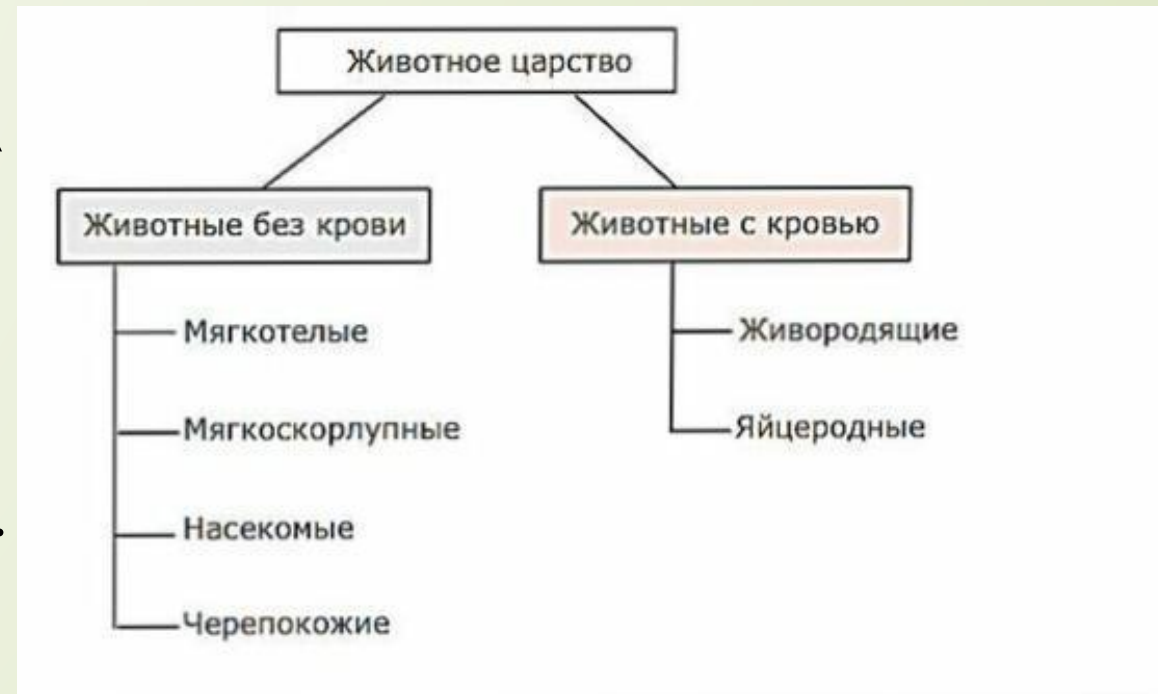 Животное царство
Животные без крови
Мягкотелые
Мягкоскорлупные
Насекомые
Черепокожие
Животные с кровью
Живородящие
Яйцеродные